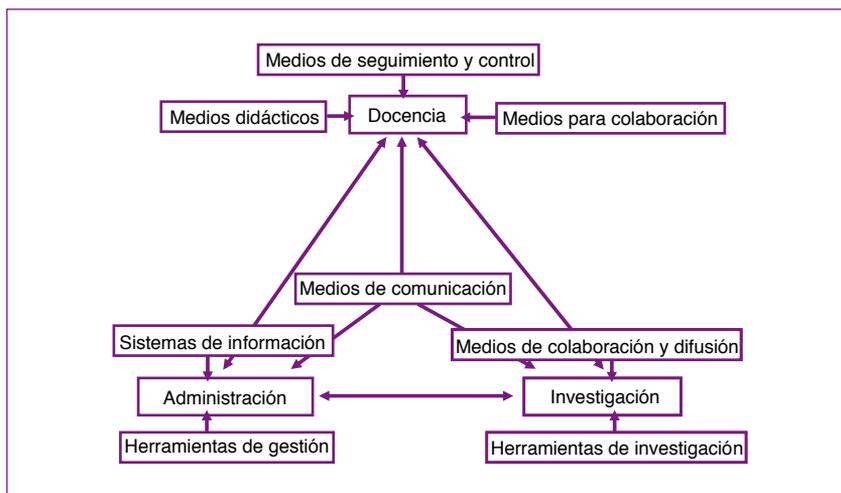 Medios de seguimiento y control
Medios didácticos
Docencia
Medios para colaboración
Medios de comunicación
Sistemas de información
Medios de colaboración y difusión
Administración
Investigación
Herramientas de gestión
Herramientas de investigación